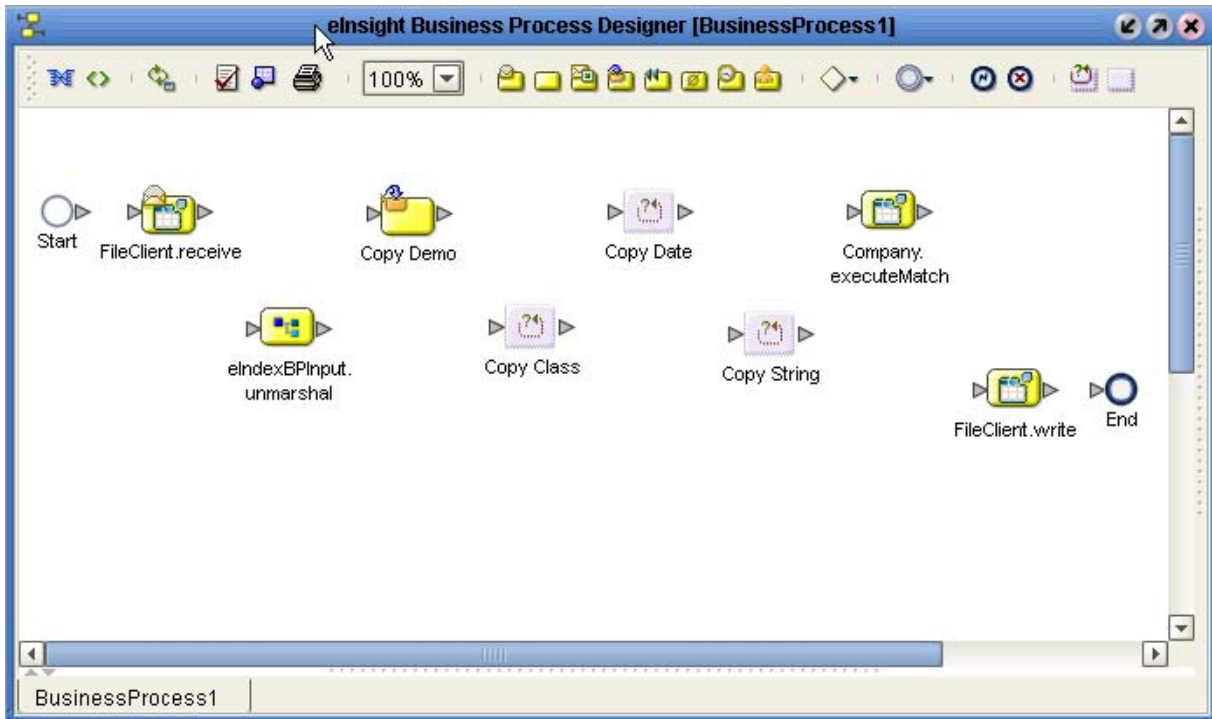 eInsight Business Process Designer [BusinessProcess1]
100%
Start
FileClient.receive
Copy Demo
Copy Date
Company.
executeMatch
eIndexBPInput.
unmarshal
Copy Class
Copy String
FileClient.write
End
BusinessProcess1